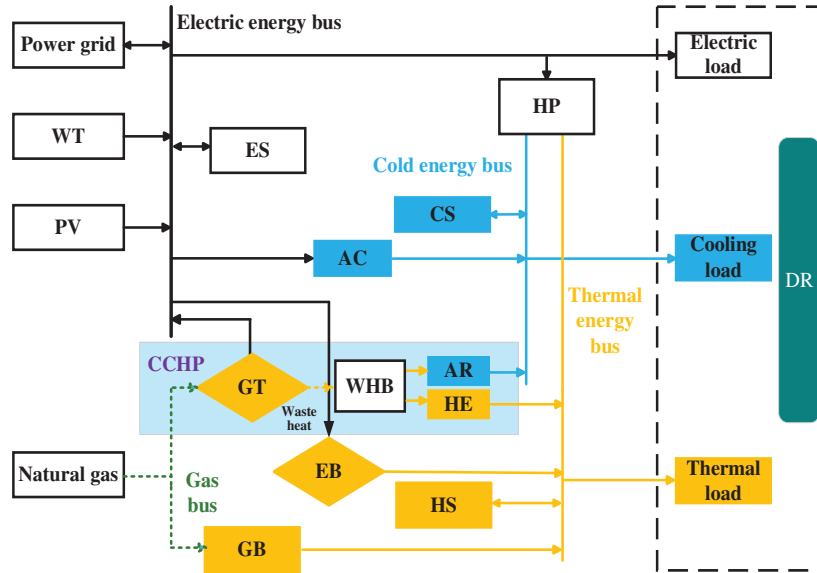 Electric energy bus
Power grid
Electric
load
HP
WT
ES
Cold energy bus
CS
PV
AC
Cooling
load
DR
Thermal
energy
bus
CCHP
GT
WHB
AR
HE
Waste
heat
Natural gas
Gas
bus
EB
HS
Thermal
load
GB